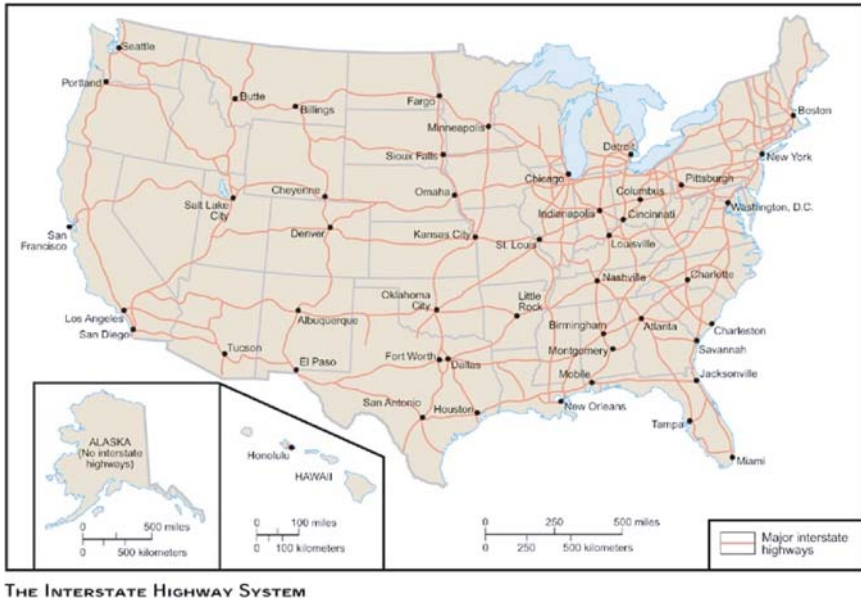 Seattle
Portland
Butte
Billings
Fargo
Minneapolis
Boston
Detroit
Sioux Falls
New York
Chicago
Pittsburgh
Cheyenne
Omaha
Columbus
Salt Lake
City
Indianapolis
Cincinnati
Washington, D.C.
San
Francisco
Denver
Kansas City
St. Louis
Louisville
Nashville
Charlotte
Oklahoma
City
Little
Rock
Los Angeles
Albuquerque
San Diego
Birmingham
Atlanta
Charleston
Tucson
El Paso
Fort Worth
Dallas
Montgomery
Savannah
Mobile
Jacksonville
San Antonio
Houston
New Orleans
Tampa
Miami
ALASKA
(No interstate
highways)
0 500 miles
0 500 kilometers
Honolulu
HAWAII
0 100 miles
0 100 kilometers
0 250 500 miles
0 250 500 kilometers
Major interstate
highways
THE INTERSTATE HIGHWAY SYSTEM